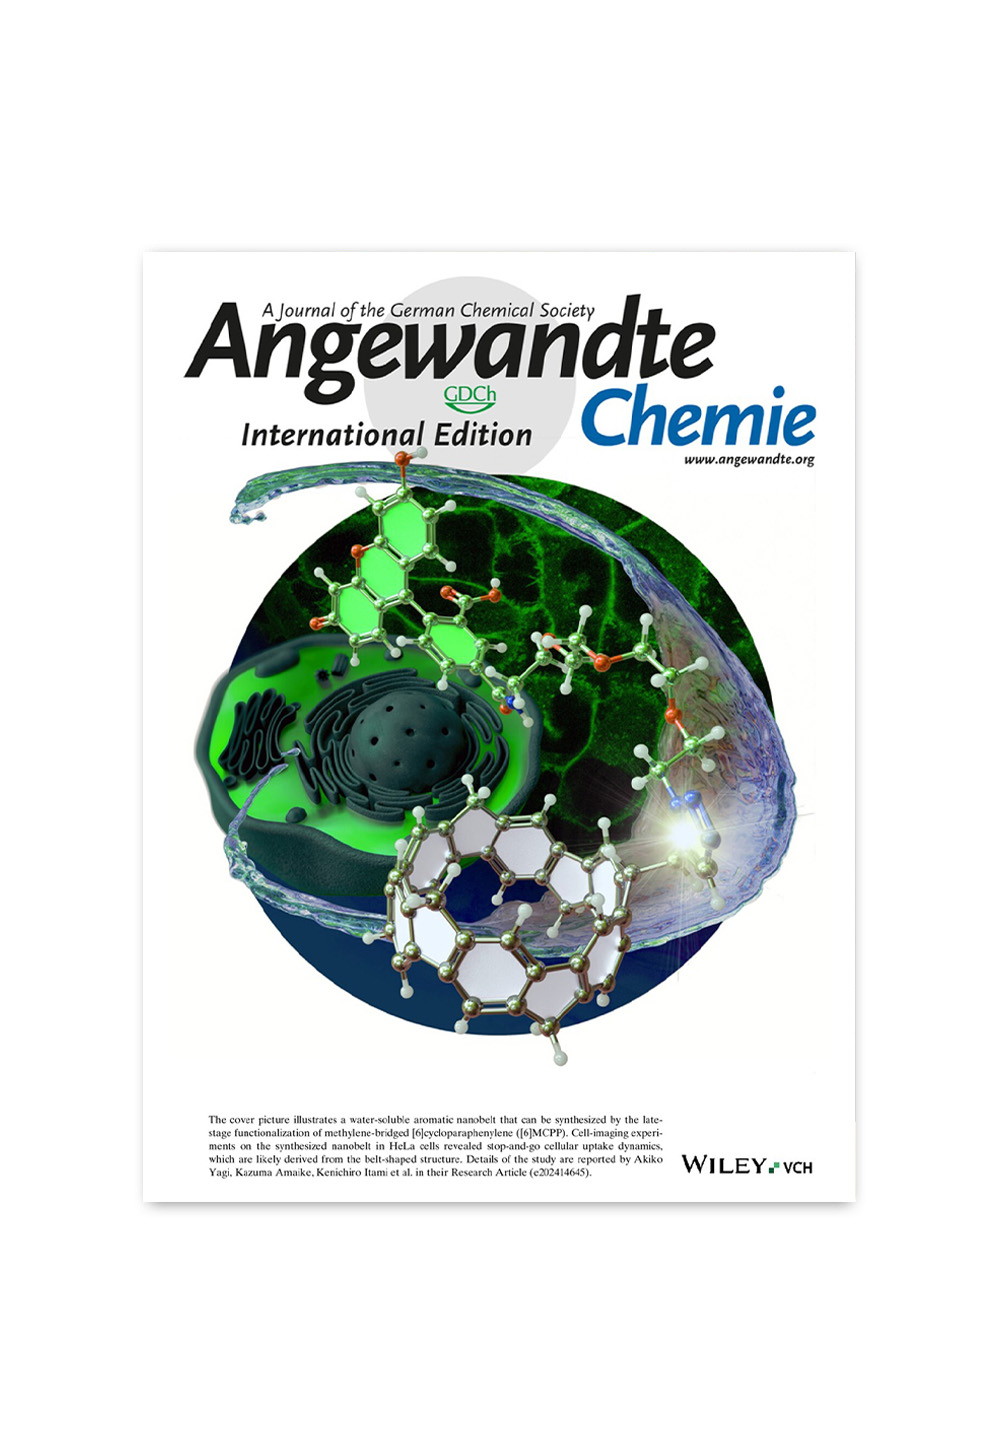 A Journal of the German Chemical Society
Angewandte
GDCh
Chemie
International Edition
www.angewandte.org
The cover picture illustrates a water-soluble aromatic nanobelt that can be synthesized by the late-
stage functionalization of methylene-bridged [6]cycloparaphenylene ([6]MCPP). Cell-imaging experi-
ments on the synthesized nanobelt in HeLa cells revealed stop-and-go cellular uptake dynamics,
which are likely derived from the belt-shaped structure. Details of the study are reported by Akiko
Yagi, Kazuma Amaike, Kenichiro Itami et al. in their Research Article (e202414645).
WILEY-VCH